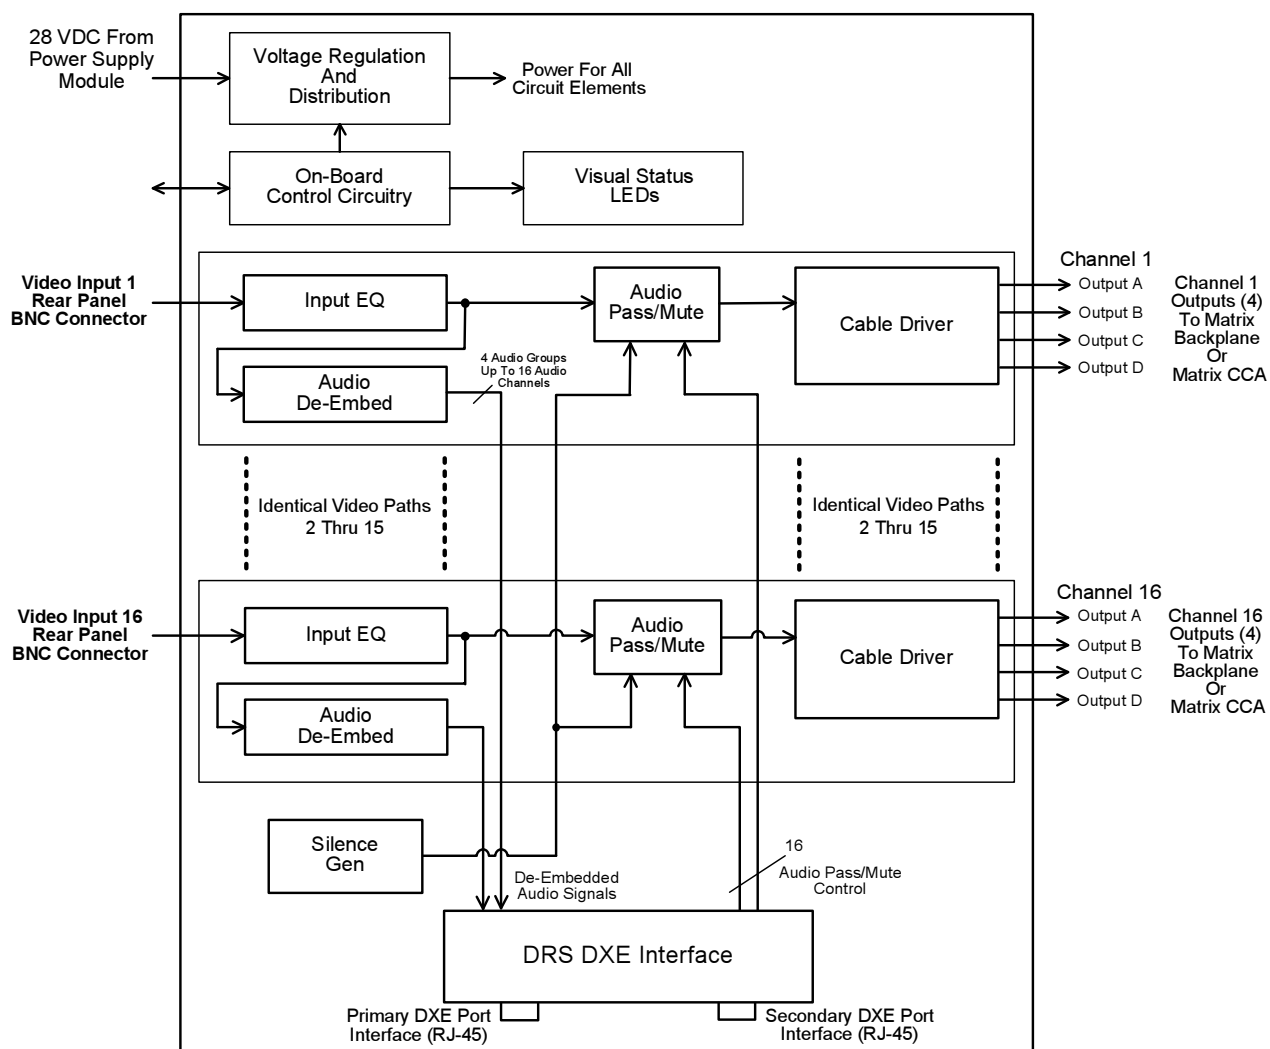 28 VDC From
Power Supply
Module
Voltage Regulation
And
Distribution
Power For All
Circuit Elements
On-Board
Control Circuitry
Visual Status
LEDs
Video Input 1
Rear Panel
BNC Connector
Input EQ
Audio
Pass/Mute
Cable Driver
Channel 1
Output A
Output B
Output C
Output D
Channel 1
Outputs (4)
To Matrix
Backplane
Or
Matrix CCA
Audio
De-Embed
4 Audio Groups
Up To 16 Audio
Channels
Identical Video Paths
2 Thru 15
Identical Video Paths
2 Thru 15
Video Input 16
Rear Panel
BNC Connector
Input EQ
Audio
Pass/Mute
Cable Driver
Channel 16
Output A
Output B
Output C
Output D
Channel 16
Outputs (4)
To Matrix
Backplane
Or
Matrix CCA
Audio
De-Embed
Silence
Gen
De-Embedded
Audio Signals
16
Audio Pass/Mute
Control
DRS DXE Interface
Primary DXE Port
Interface (RJ-45)
Secondary DXE Port
Interface (RJ-45)